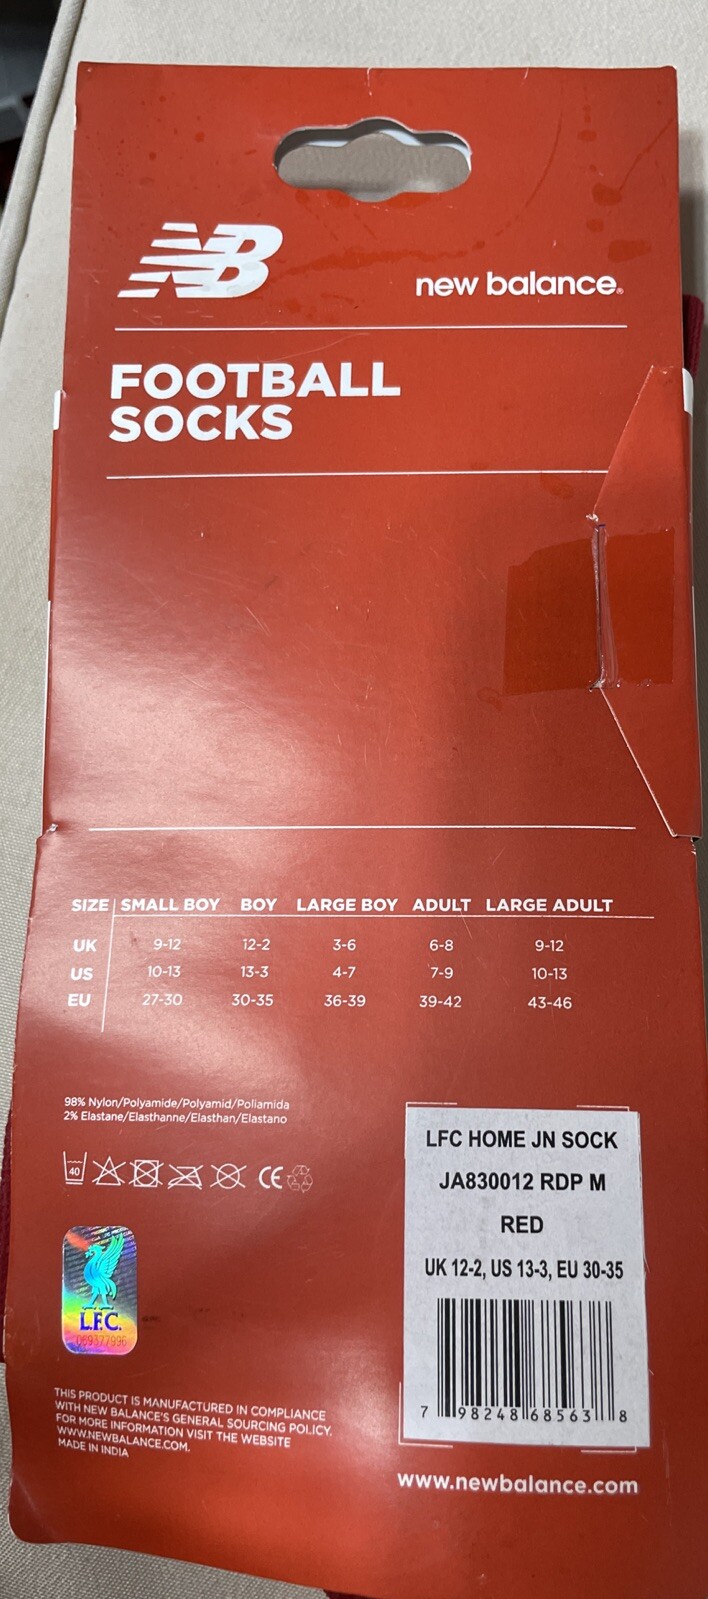 NB
new balance®
FOOTBALL
SOCKS
SIZE SMALL BOY BOY LARGE BOY ADULT LARGE ADULT
UK 9-12 12-2 3-6 6-8 9-12
US 10-13 13-3 4-7 7-9 10-13
EU 27-30 30-35 36-39 39-42 43-46
98% Nylon/Polyamide/Polyamid/Poliamida
2% Elastane/Elasthanne/Elasthan/Elastano
40
CE
L.F.C.
069377996
THIS PRODUCT IS MANUFACTURED IN COMPLIANCE
WITH NEW BALANCE'S GENERAL SOURCING POLICY.
FOR MORE INFORMATION VISIT THE WEBSITE
WWW.NEWBALANCE.COM.
MADE IN INDIA
LFC HOME JN SOCK
JA830012 RDP M
RED
UK 12-2, US 13-3, EU 30-35
7 98248 68563 8
www.newbalance.com